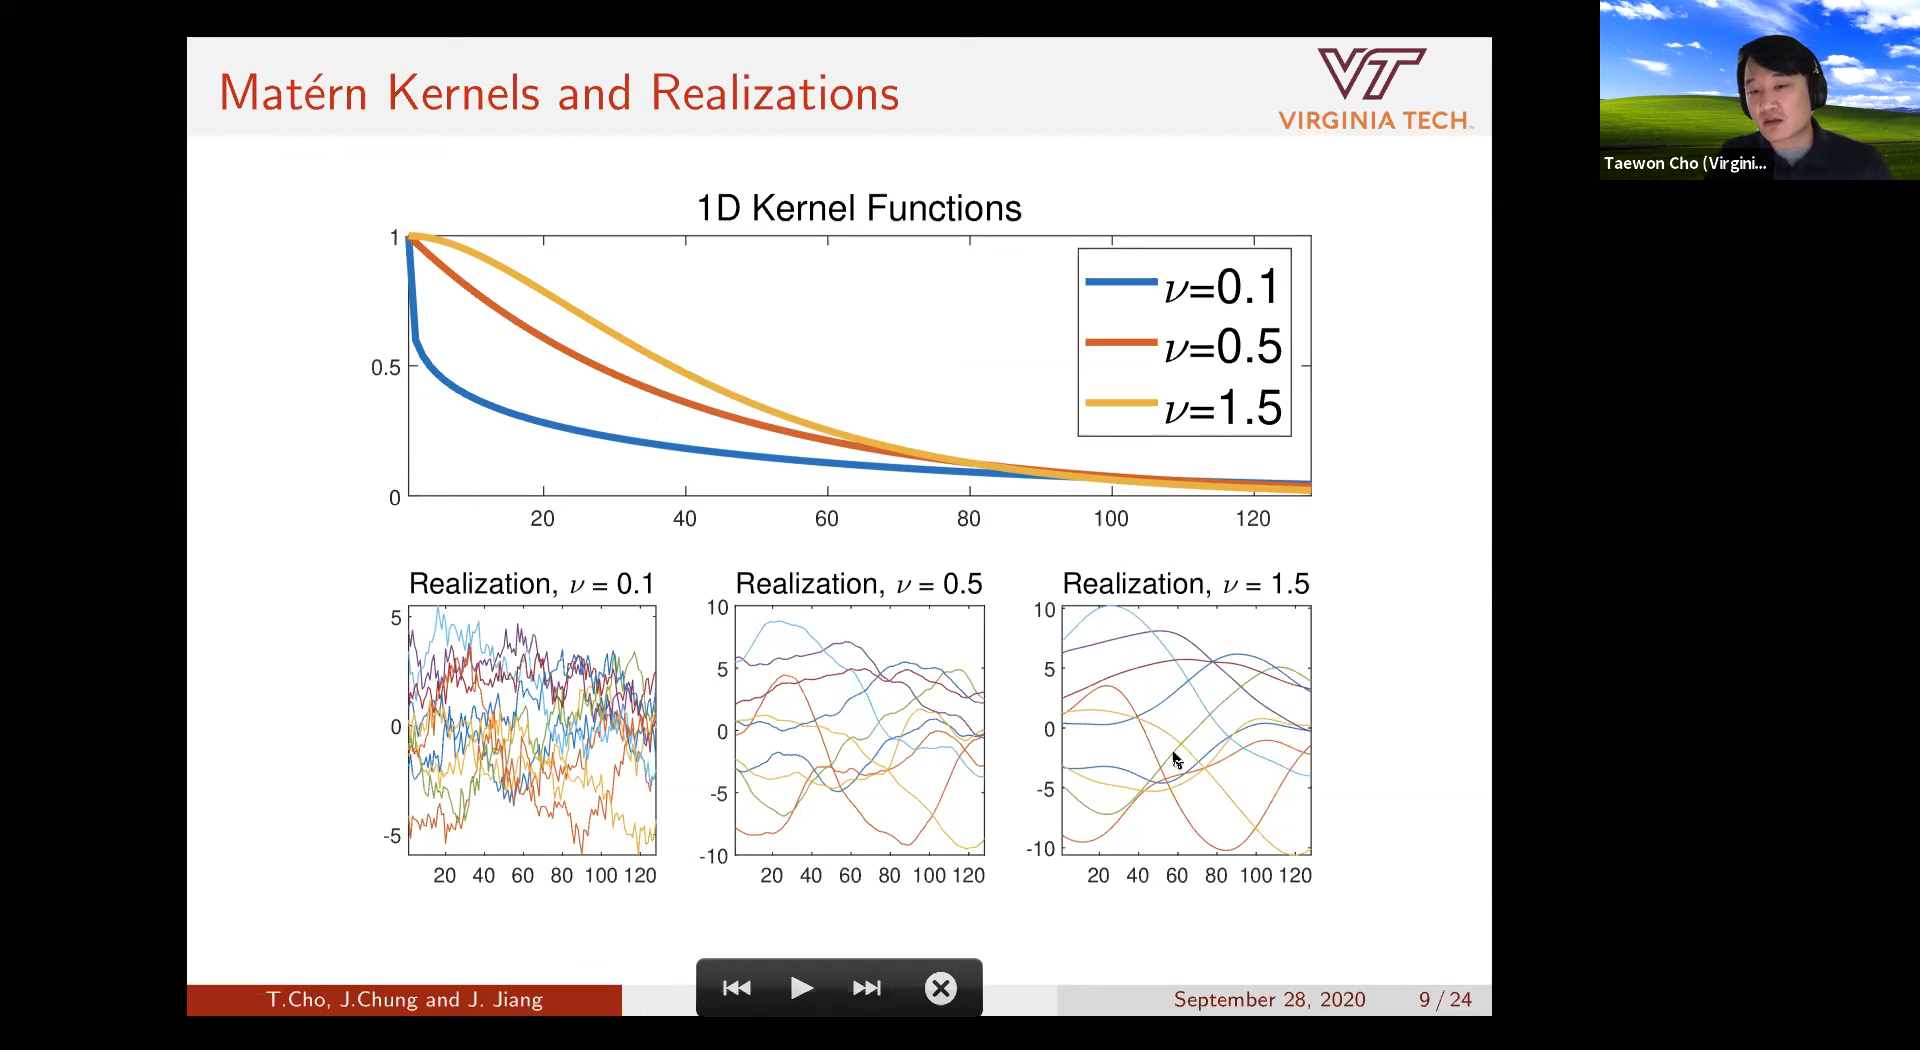 Matérn Kernels and Realizations
VIRGINIA TECH
Taewon Cho (Virgini...
1D Kernel Functions
1
0.5
0
ν=0.1
ν=0.5
ν=1.5
20 40 60 80 100 120
Realization, ν = 0.1
5
0
-5
20 40 60 80 100 120
Realization, ν = 0.5
10
5
0
-5
-10
20 40 60 80 100 120
Realization, ν = 1.5
10
5
0
-5
-10
20 40 60 80 100 120
T.Cho, J.Chung and J. Jiang
September 28, 2020
9 / 24